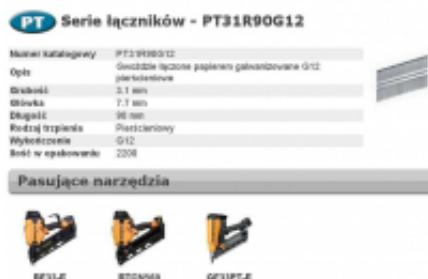 PT Serie łączników - PT31R90G12
Numer katalogowy PT31R90G12
Opis Gwoździe łączone papierem galwanizowane G12 pierścieniowe
Grubość 3.1 mm
Główka 7.7 mm
Długość 90 mm
Rodzaj trzpienia Pierścieniowy
Wykończenie G12
Ilość w opakowaniu 2200
Pasujące narzędzia
GF33PT-E